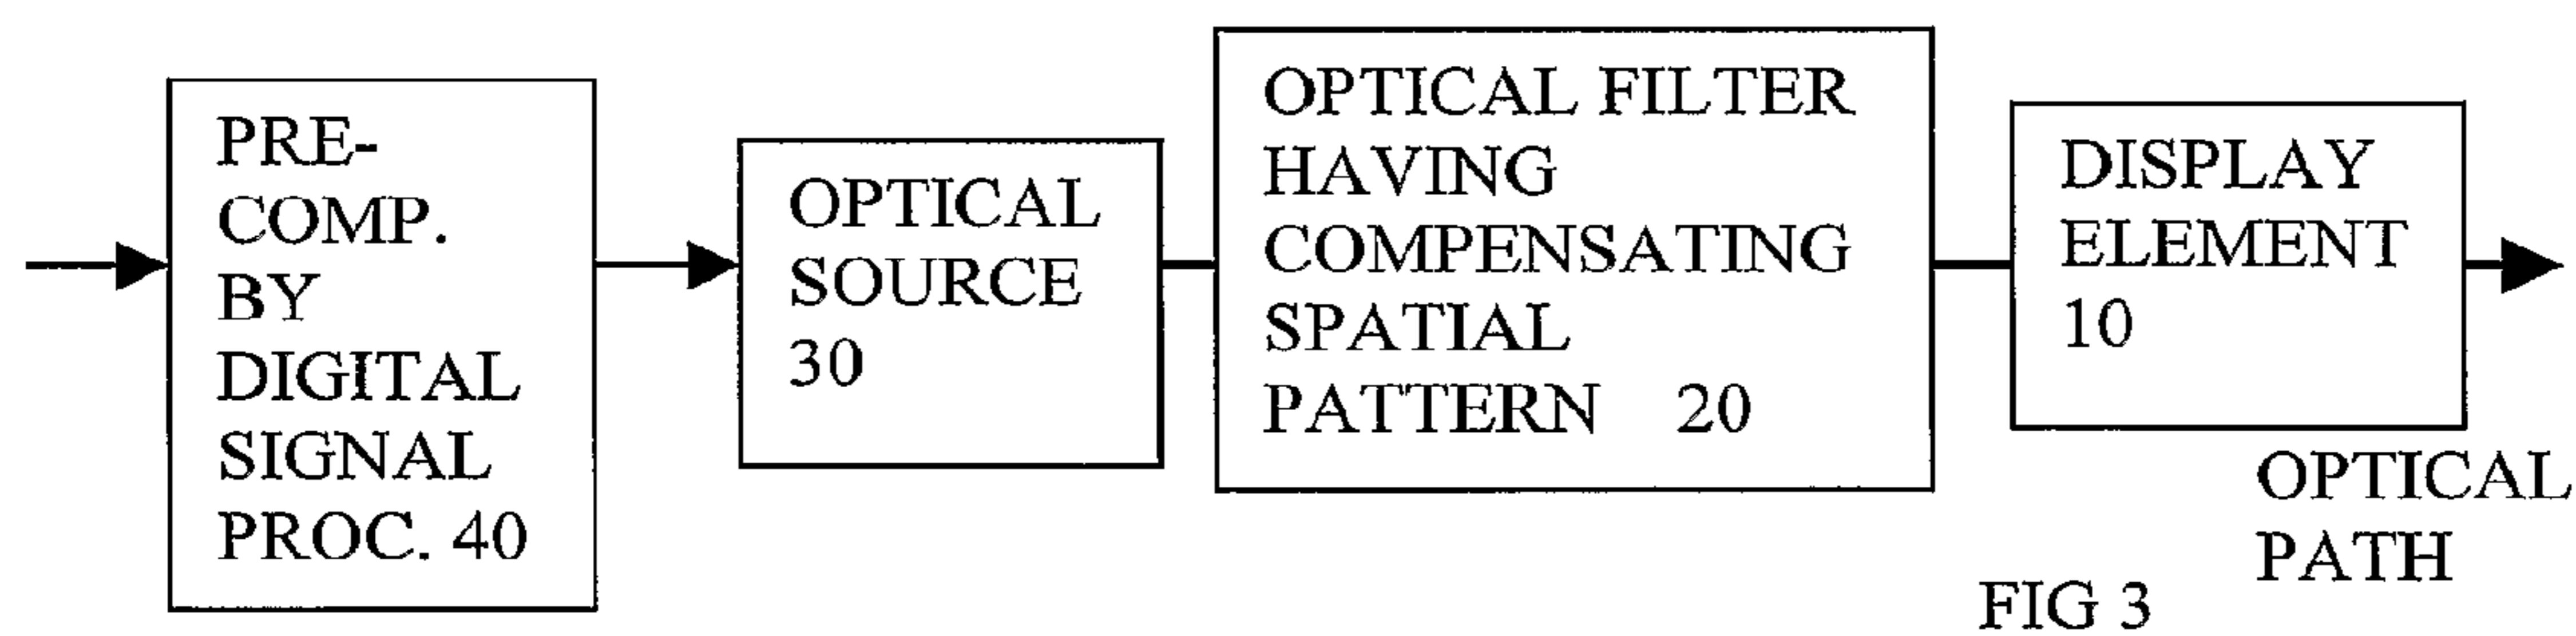 PRE-
COMP.
BY
DIGITAL
SIGNAL
PROC. 40
OPTICAL
SOURCE
30
OPTICAL FILTER
HAVING
COMPENSATING
SPATIAL
PATTERN 20
DISPLAY
ELEMENT
10
OPTICAL
PATH
FIG 3